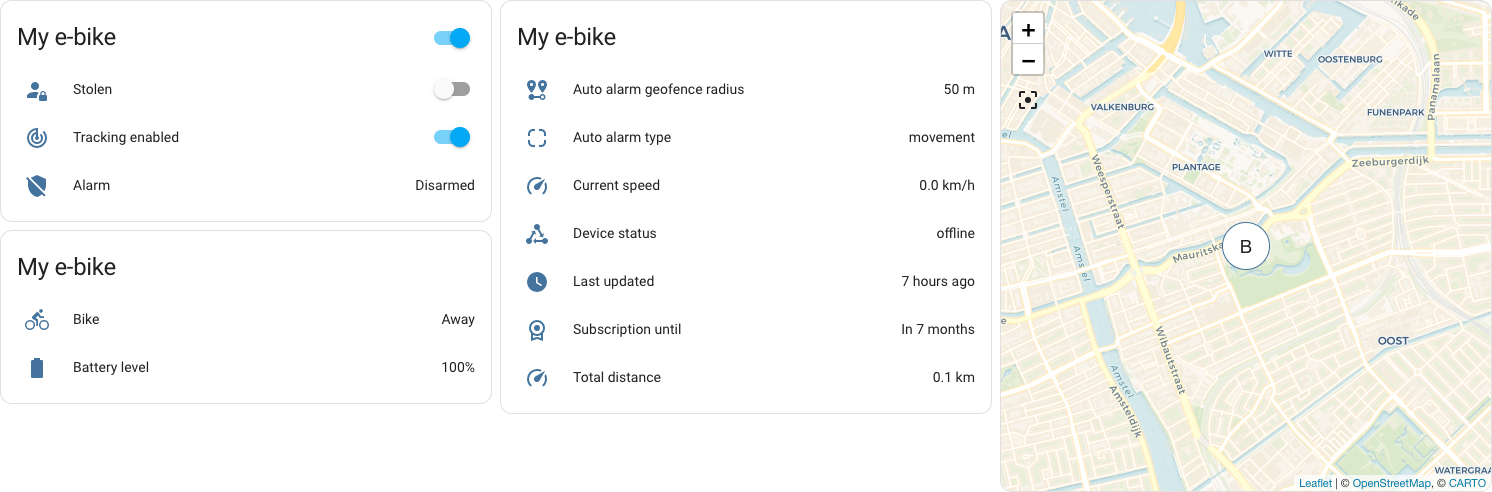 My e-bike
Stolen
Tracking enabled
Alarm Disarmed
My e-bike
Bike Away
Battery level 100%
My e-bike
Auto alarm geofence radius 50 m
Auto alarm type movement
Current speed 0.0 km/h
Device status offline
Last updated 7 hours ago
Subscription until In 7 months
Total distance 0.1 km
+
−
A
kade
WITTE
OOSTENBURG
Panamalaan
VALKENBURG
FUNENPARK
PLANTAGE
Zeeburgerdijk
Weesperstraat
Amstel
Amstel
Mauritska
B
e
Wibautstraat
OOST
Amstel
Amsteldijk
WATERGRAA
Leaflet | © OpenStreetMap, © CARTO